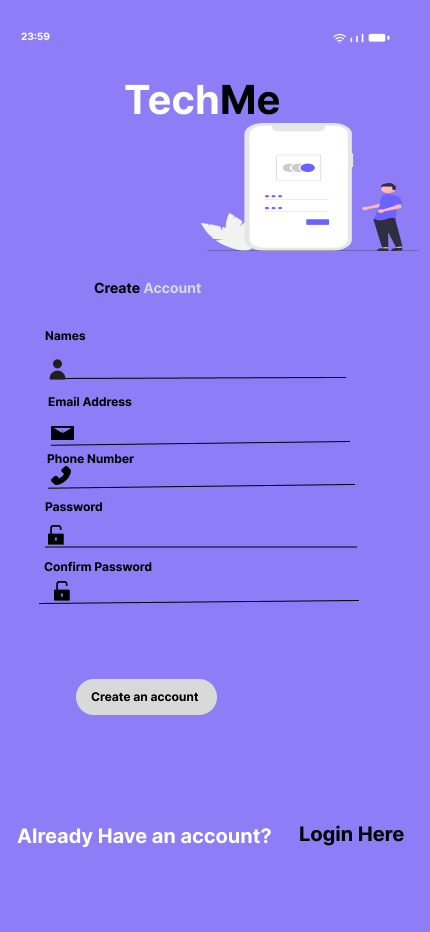 23:59
TechMe
Create Account
Names
Email Address
Phone Number
Password
Confirm Password
Create an account
Already Have an account? Login Here